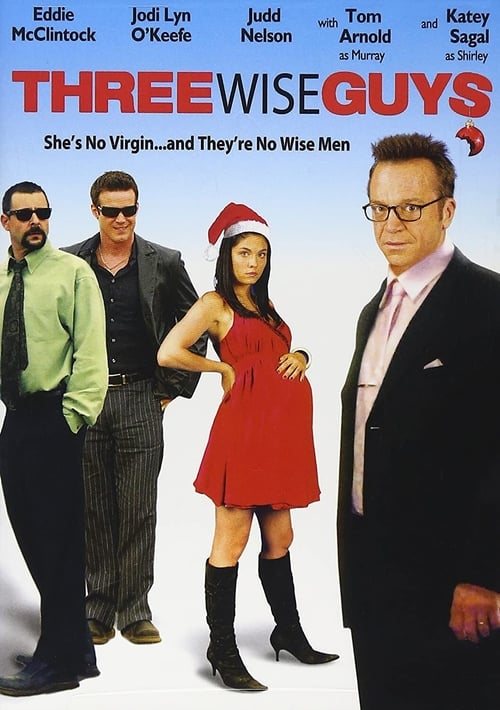 Eddie McClintock
Jodi Lyn O'Keefe
Judd Nelson
with Tom Arnold as Murray
and Katey Sagal as Shirley
THREE WISE GUYS
She's No Virgin...and They're No Wise Men